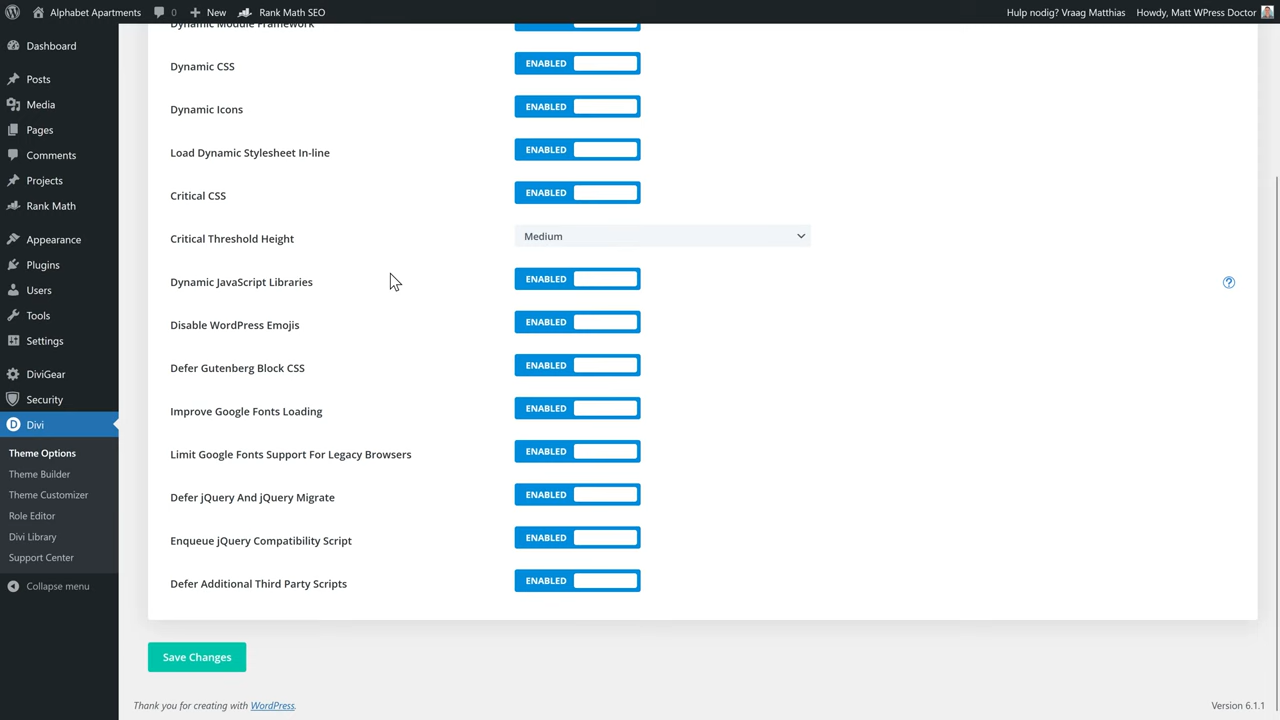 Alphabet Apartments 0 New Rank Math SEO Hulp nodig? Vraag Matthias Howdy, Matt WPress Doctor
Dashboard
Posts
Media
Pages
Comments
Projects
Rank Math
Appearance
Plugins
Users
Tools
Settings
DiviGear
Security
Divi
Theme Options
Theme Builder
Theme Customizer
Role Editor
Divi Library
Support Center
Collapse menu
Dynamic Module Framework
Dynamic CSS ENABLED
Dynamic Icons ENABLED
Load Dynamic Stylesheet In-line ENABLED
Critical CSS ENABLED
Critical Threshold Height Medium
Dynamic JavaScript Libraries ENABLED
Disable WordPress Emojis ENABLED
Defer Gutenberg Block CSS ENABLED
Improve Google Fonts Loading ENABLED
Limit Google Fonts Support For Legacy Browsers ENABLED
Defer jQuery And jQuery Migrate ENABLED
Enqueue jQuery Compatibility Script ENABLED
Defer Additional Third Party Scripts ENABLED
Save Changes
Thank you for creating with WordPress. Version 6.1.1